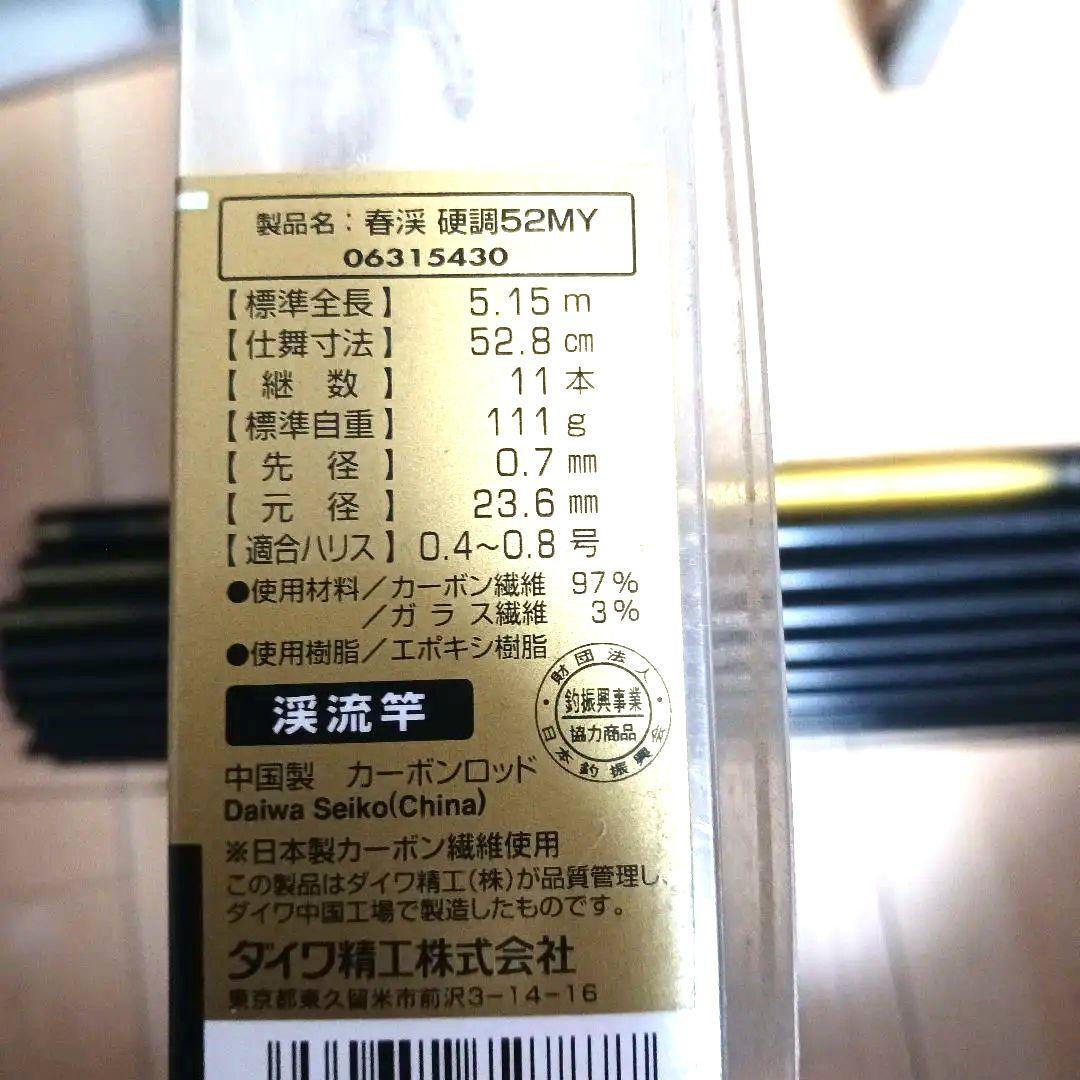 製品名：春渓 硬調52MY
06315430
【標準全長】 5.15 m
【仕舞寸法】 52.8 cm
【継 数】 11 本
【標準自重】 111 g
【先 径】 0.7 mm
【元 径】 23.6 mm
【適合ハリス】 0.4~0.8 号
●使用材料／カーボン繊維 97%
／ガラス繊維 3%
●使用樹脂／エポキシ樹脂
渓流竿
財団法人
釣振興事業
協力商品
日本釣振興会
中国製 カーボンロッド
Daiwa Seiko(China)
※日本製カーボン繊維使用
この製品はダイワ精工(株)が品質管理し、
ダイワ中国工場で製造したものです。
ダイワ精工株式会社
東京都東久留米市前沢3-14-16